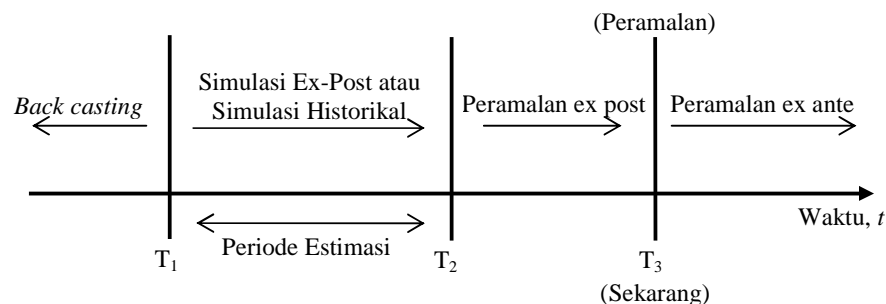 (Peramalan)
Simulasi Ex-Post atau
Simulasi Historikal
Back casting
Peramalan ex post
Peramalan ex ante
Waktu, t
Periode Estimasi
T1
T2
T3
(Sekarang)